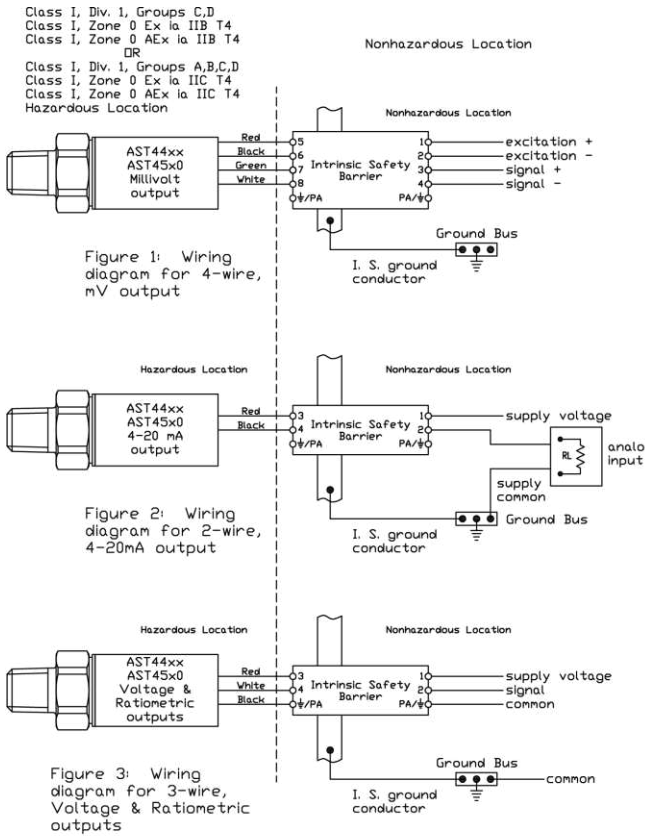 Class I, Div. 1, Groups C,D
Class I, Zone 0 Ex ia IIB T4
Class I, Zone 0 AEx ia IIB T4
OR
Class I, Div. 1, Groups A,B,C,D
Class I, Zone 0 Ex ia IIC T4
Class I, Zone 0 AEx ia IIC T4
Hazardous Location
Nonhazardous Location
Nonhazardous Location
AST44xx
AST45x0
Millivolt
output
Red
Black
Green
White
5
6
7
8
/PA
Intrinsic Safety
Barrier
1
2
3
4
PA/
excitation +
excitation -
signal +
signal -
Ground Bus
I. S. ground
conductor
Figure 1: Wiring
diagram for 4-wire,
mV output
Hazardous Location
Nonhazardous Location
AST44xx
AST45x0
4-20 mA
output
Red
Black
3
4
/PA
Intrinsic Safety
Barrier
1
2
PA/
supply voltage
RL
analo
input
supply
common
Ground Bus
I. S. ground
conductor
Figure 2: Wiring
diagram for 2-wire,
4-20mA output
Hazardous Location
Nonhazardous Location
AST44xx
AST45x0
Voltage &
Ratiometric
outputs
Red
White
Black
3
4
/PA
Intrinsic Safety
Barrier
1
2
PA/
supply voltage
signal
common
Ground Bus
common
I. S. ground
conductor
Figure 3: Wiring
diagram for 3-wire,
Voltage & Ratiometric
outputs